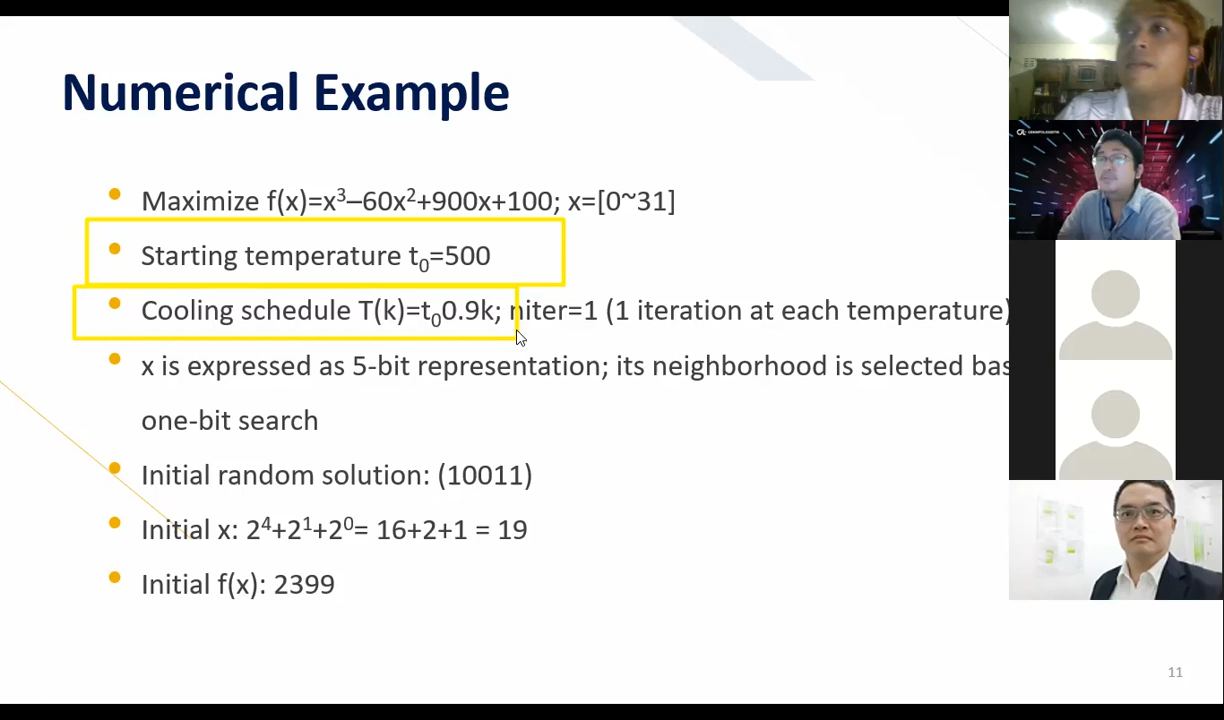 Numerical Example
• Maximize f(x)=x³–60x²+900x+100; x=[0~31]
• Starting temperature t₀=500
• Cooling schedule T(k)=t₀0.9k; niter=1 (1 iteration at each temperature)
• x is expressed as 5-bit representation; its neighborhood is selected
one-bit search
• Initial random solution: (10011)
• Initial x: 2⁴+2¹+2⁰= 16+2+1 = 19
• Initial f(x): 2399
11